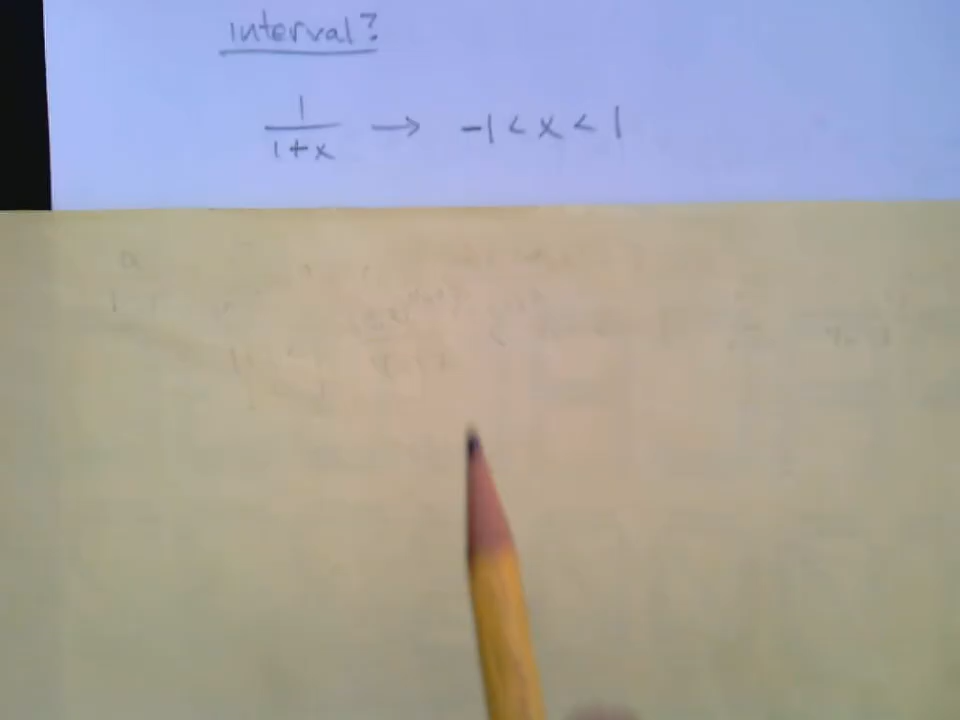 interval?
1/(1+x) → -1 < x < 1